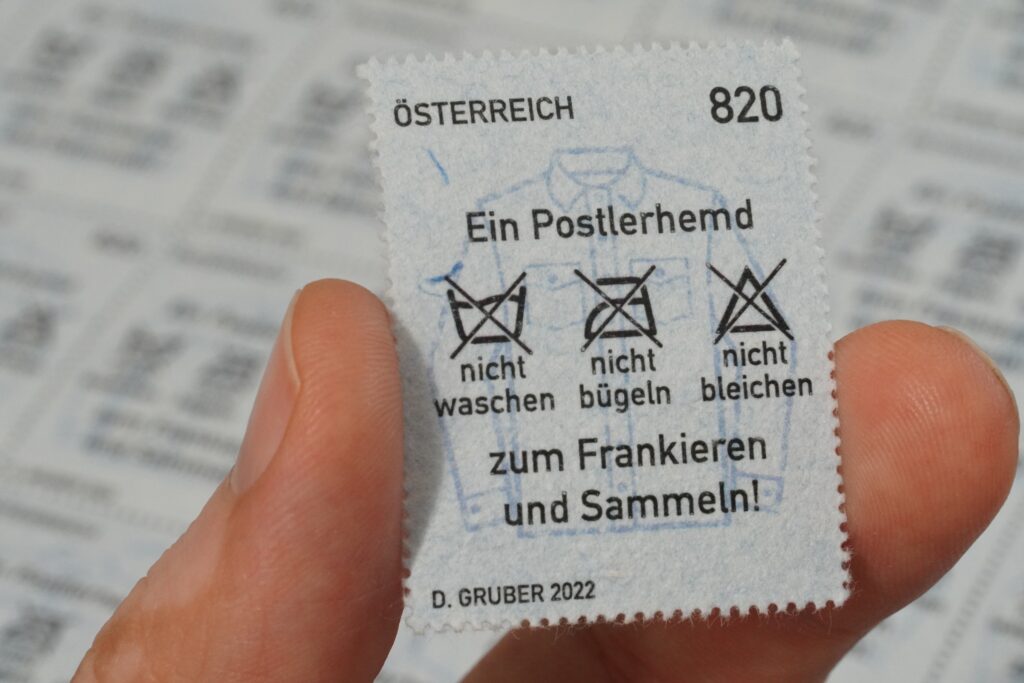 ÖSTERREICH 820
Ein Postlerhemd
nicht waschen
nicht bügeln
nicht bleichen
zum Frankieren
und Sammeln!
D. GRUBER 2022